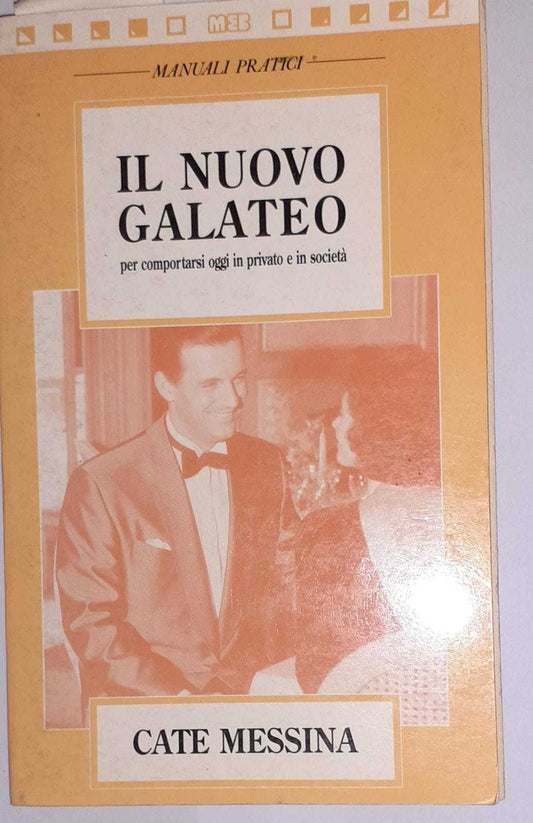 MEB
MANUALI PRATICI
IL NUOVO
GALATEO
per comportarsi oggi in privato e in società
CATE MESSINA